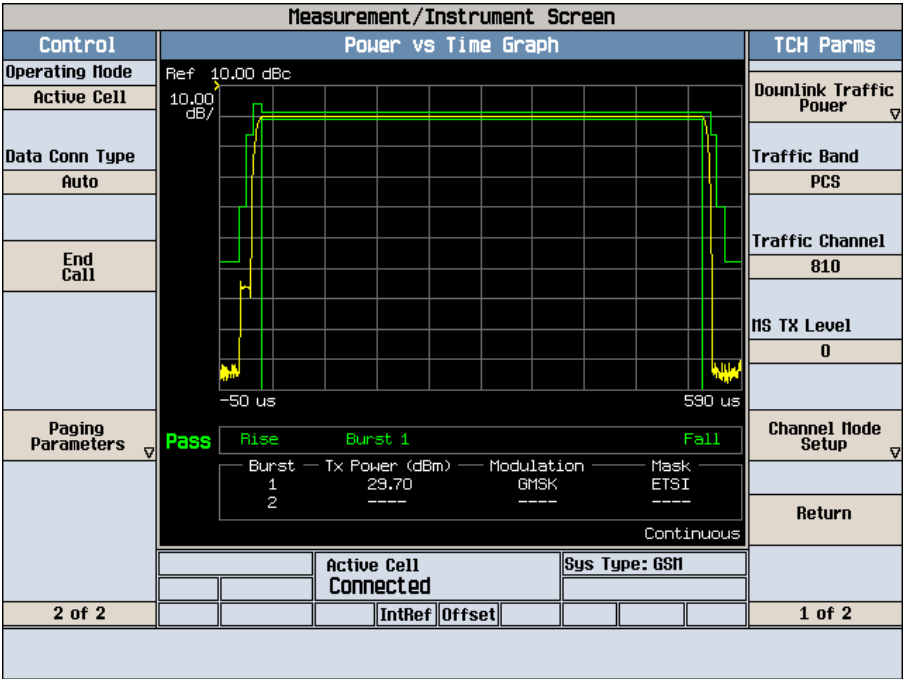 Measurement/Instrument Screen
Control
Operating Mode
Active Cell
Data Conn Type
Auto
End
Call
Paging
Parameters
2 of 2
Power vs Time Graph
Ref 10.00 dBc
10.00
dB/
-50 us 590 us
Pass Rise Burst 1 Fall
Burst Tx Power (dBm) Modulation Mask
1 29.70 GMSK ETSI
2 ---- ---- ----
Continuous
Active Cell
Connected
Sys Type: GSM
IntRef Offset
TCH Parms
Downlink Traffic
Power
Traffic Band
PCS
Traffic Channel
810
MS TX Level
0
Channel Mode
Setup
Return
1 of 2